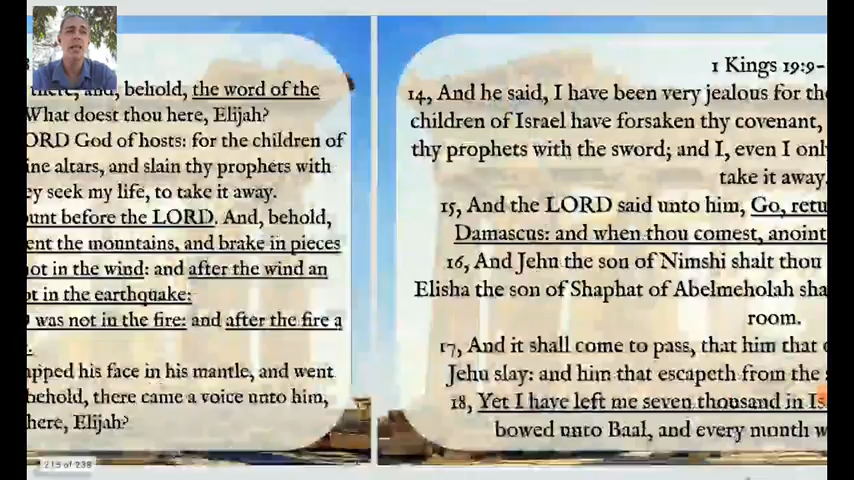 there, and, behold, the word of the
What doest thou here, Elijah?
ORD God of hosts: for the children of
ine altars, and slain thy prophets with
ey seek my life, to take it away.
unt before the LORD. And, behold,
ent the mountains, and brake in pieces
not in the wind: and after the wind an
ot in the earthquake:
was not in the fire: and after the fire a
apped his face in his mantle, and went
behold, there came a voice unto him,
here, Elijah?
215 of 238
1 Kings 19:9-
14, And he said, I have been very jealous for the
children of Israel have forsaken thy covenant,
thy prophets with the sword; and I, even I only
take it away.
15, And the LORD said unto him, Go, retu
Damascus: and when thou comest, anoint
16, And Jehu the son of Nimshi shalt thou
Elisha the son of Shaphat of Abelmeholah sha
room.
17, And it shall come to pass, that him that
Jehu slay: and him that escapeth from the
18, Yet I have left me seven thousand in Is
bowed unto Baal, and every mouth w